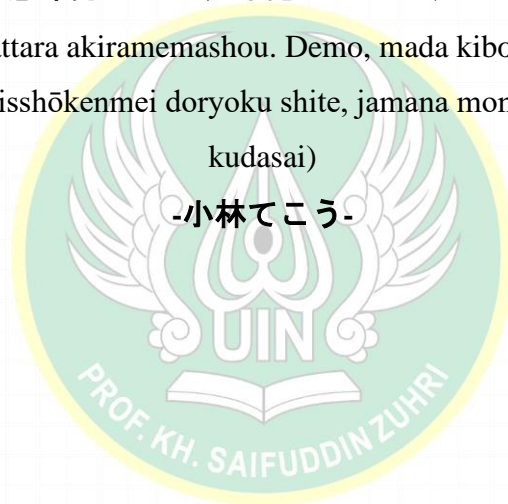 attara akiramemashou. Demo, mada kibo
isshōkenmei doryoku shite, jamana mon
kudasai)
-小林てこう-
UIN
PROF. KH. SAIFUDDIN ZUHRI